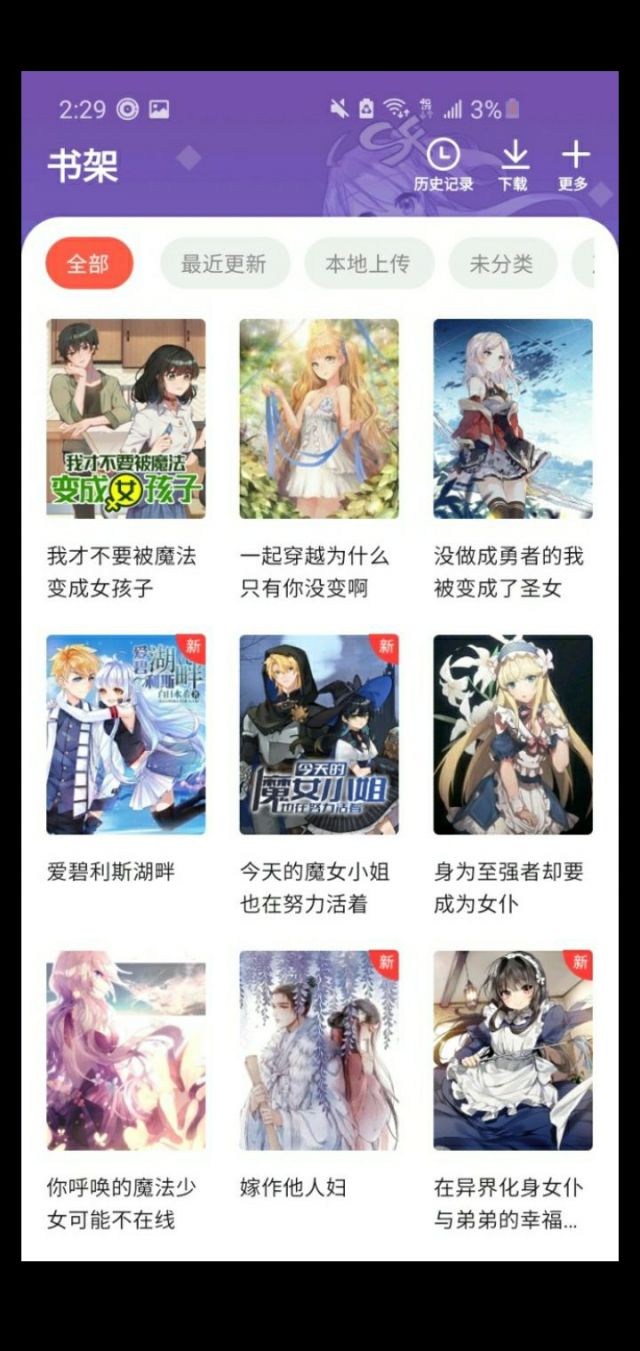 2:29
4G
3%
书架
历史记录
下载
更多
全部
最近更新
本地上传
未分类
我才不要被魔法
变成女孩子
我才不要被魔法
变成女孩子
一起穿越为什么
只有你没变啊
没做成勇者的我
被变成了圣女
新
爱碧利斯湖畔
白日水希
爱碧利斯湖畔
新
今天的
魔女小姐
也在努力活着
今天的魔女小姐
也在努力活着
身为至强者却要
成为女仆
你呼唤的魔法少
女可能不在线
新
嫁作他人妇
新
在异界化身女仆
与弟弟的幸福...